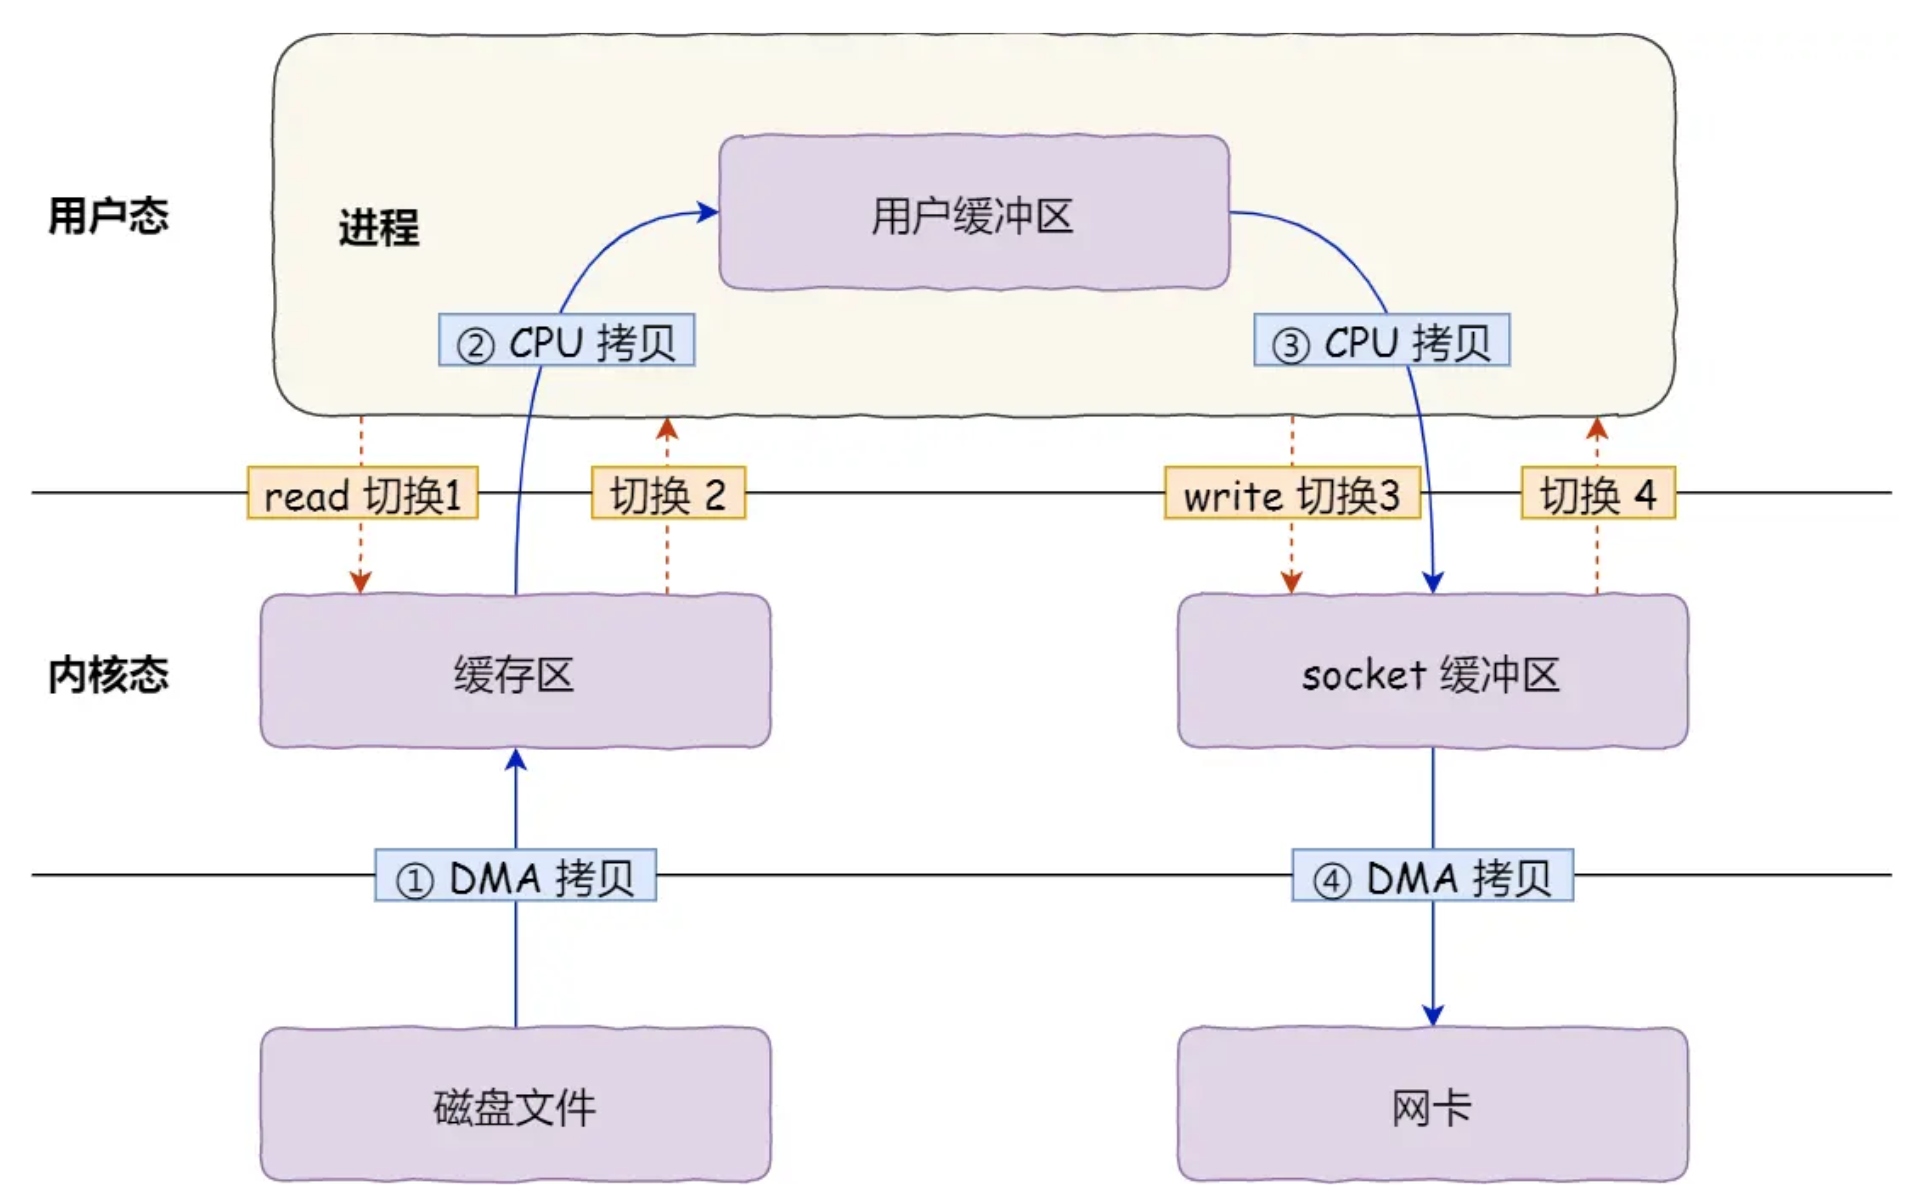 用户态
进程
用户缓冲区
② CPU 拷贝
③ CPU 拷贝
read 切换1
切换 2
write 切换3
切换 4
内核态
缓存区
socket 缓冲区
① DMA 拷贝
④ DMA 拷贝
磁盘文件
网卡